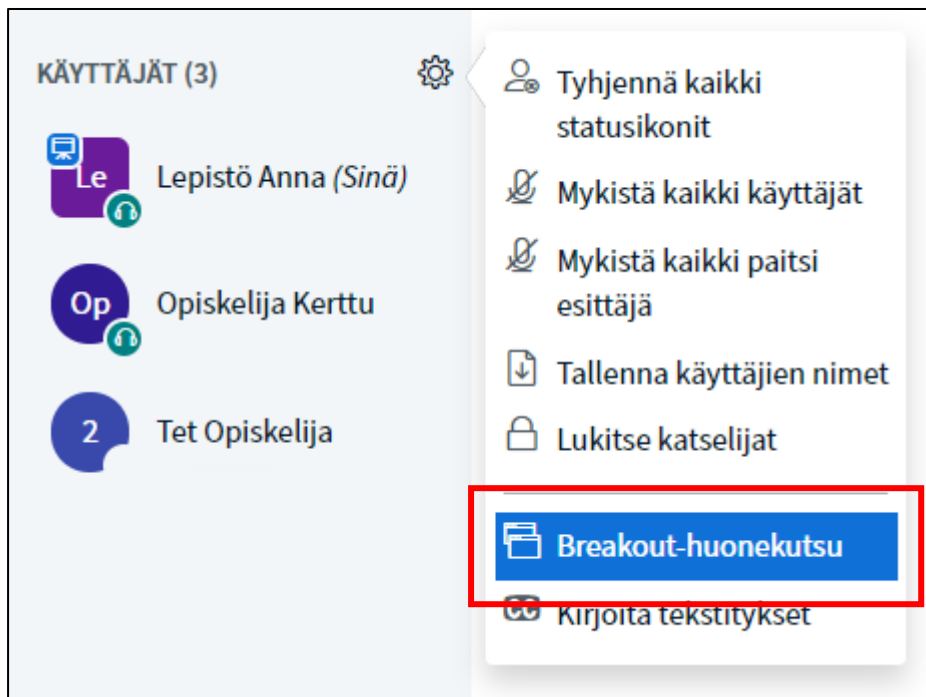 KÄYTTÄJÄT (3)
Le
Lepistö Anna (Sinä)
Op
Opiskelija Kerttu
2
Tet Opiskelija
Tyhjennä kaikki
statusikonit
Mykistä kaikki käyttäjät
Mykistä kaikki paitsi
esittäjä
Tallenna käyttäjien nimet
Lukitse katselijat
Breakout-huonekutsu
CC Kirjoita tekstitykset